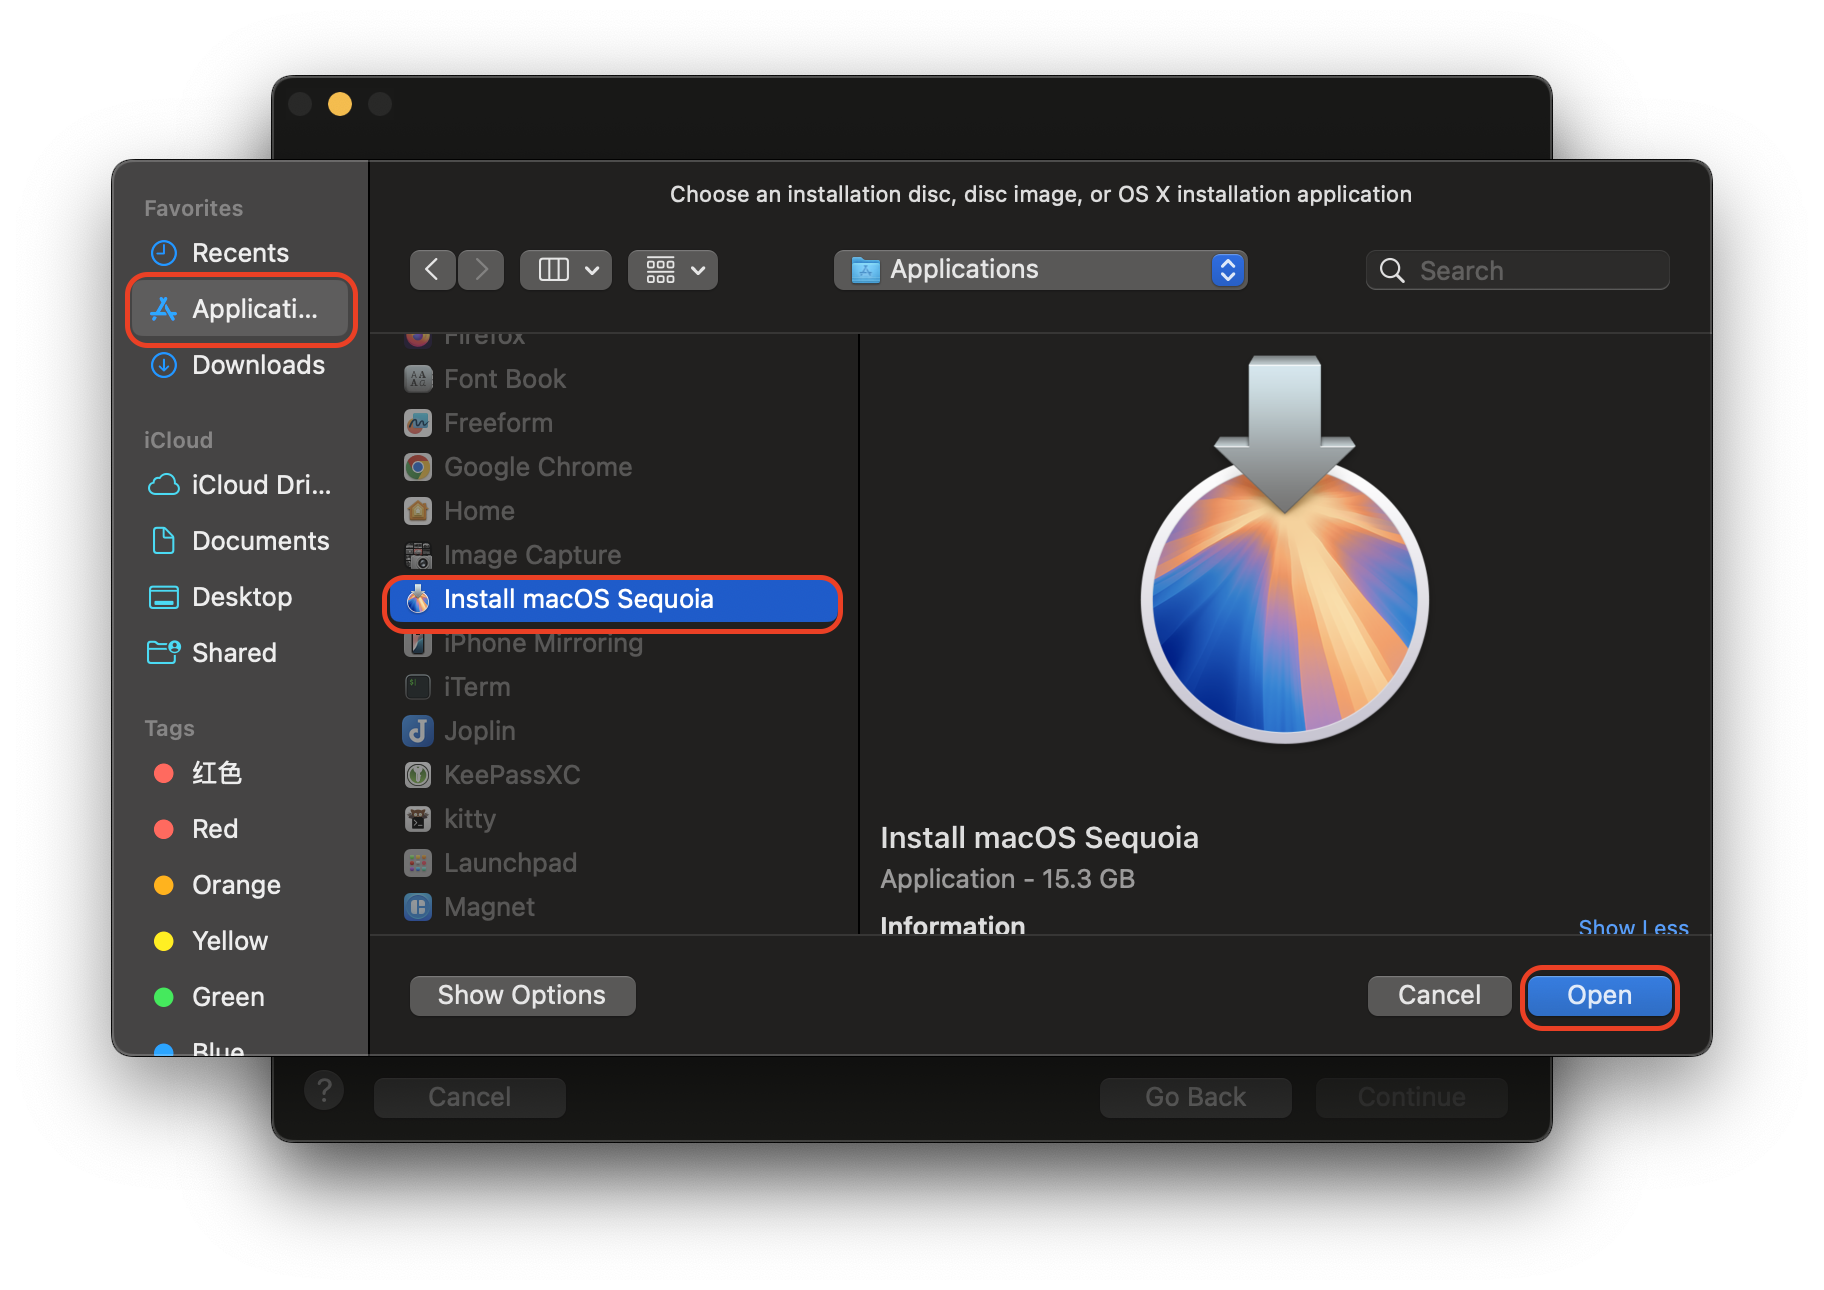 Choose an installation disc, disc image, or OS X installation application
Favorites
Recents
Applicati...
Downloads
iCloud
iCloud Dri...
Documents
Desktop
Shared
Tags
红色
Red
Orange
Yellow
Green
Blue
Applications
Search
Firefox
Font Book
Freeform
Google Chrome
Home
Image Capture
Install macOS Sequoia
iPhone Mirroring
iTerm
Joplin
KeePassXC
kitty
Launchpad
Magnet
Install macOS Sequoia
Application - 15.3 GB
Information
Show Less
Show Options
Cancel
Open
?
Cancel
Go Back
Continue